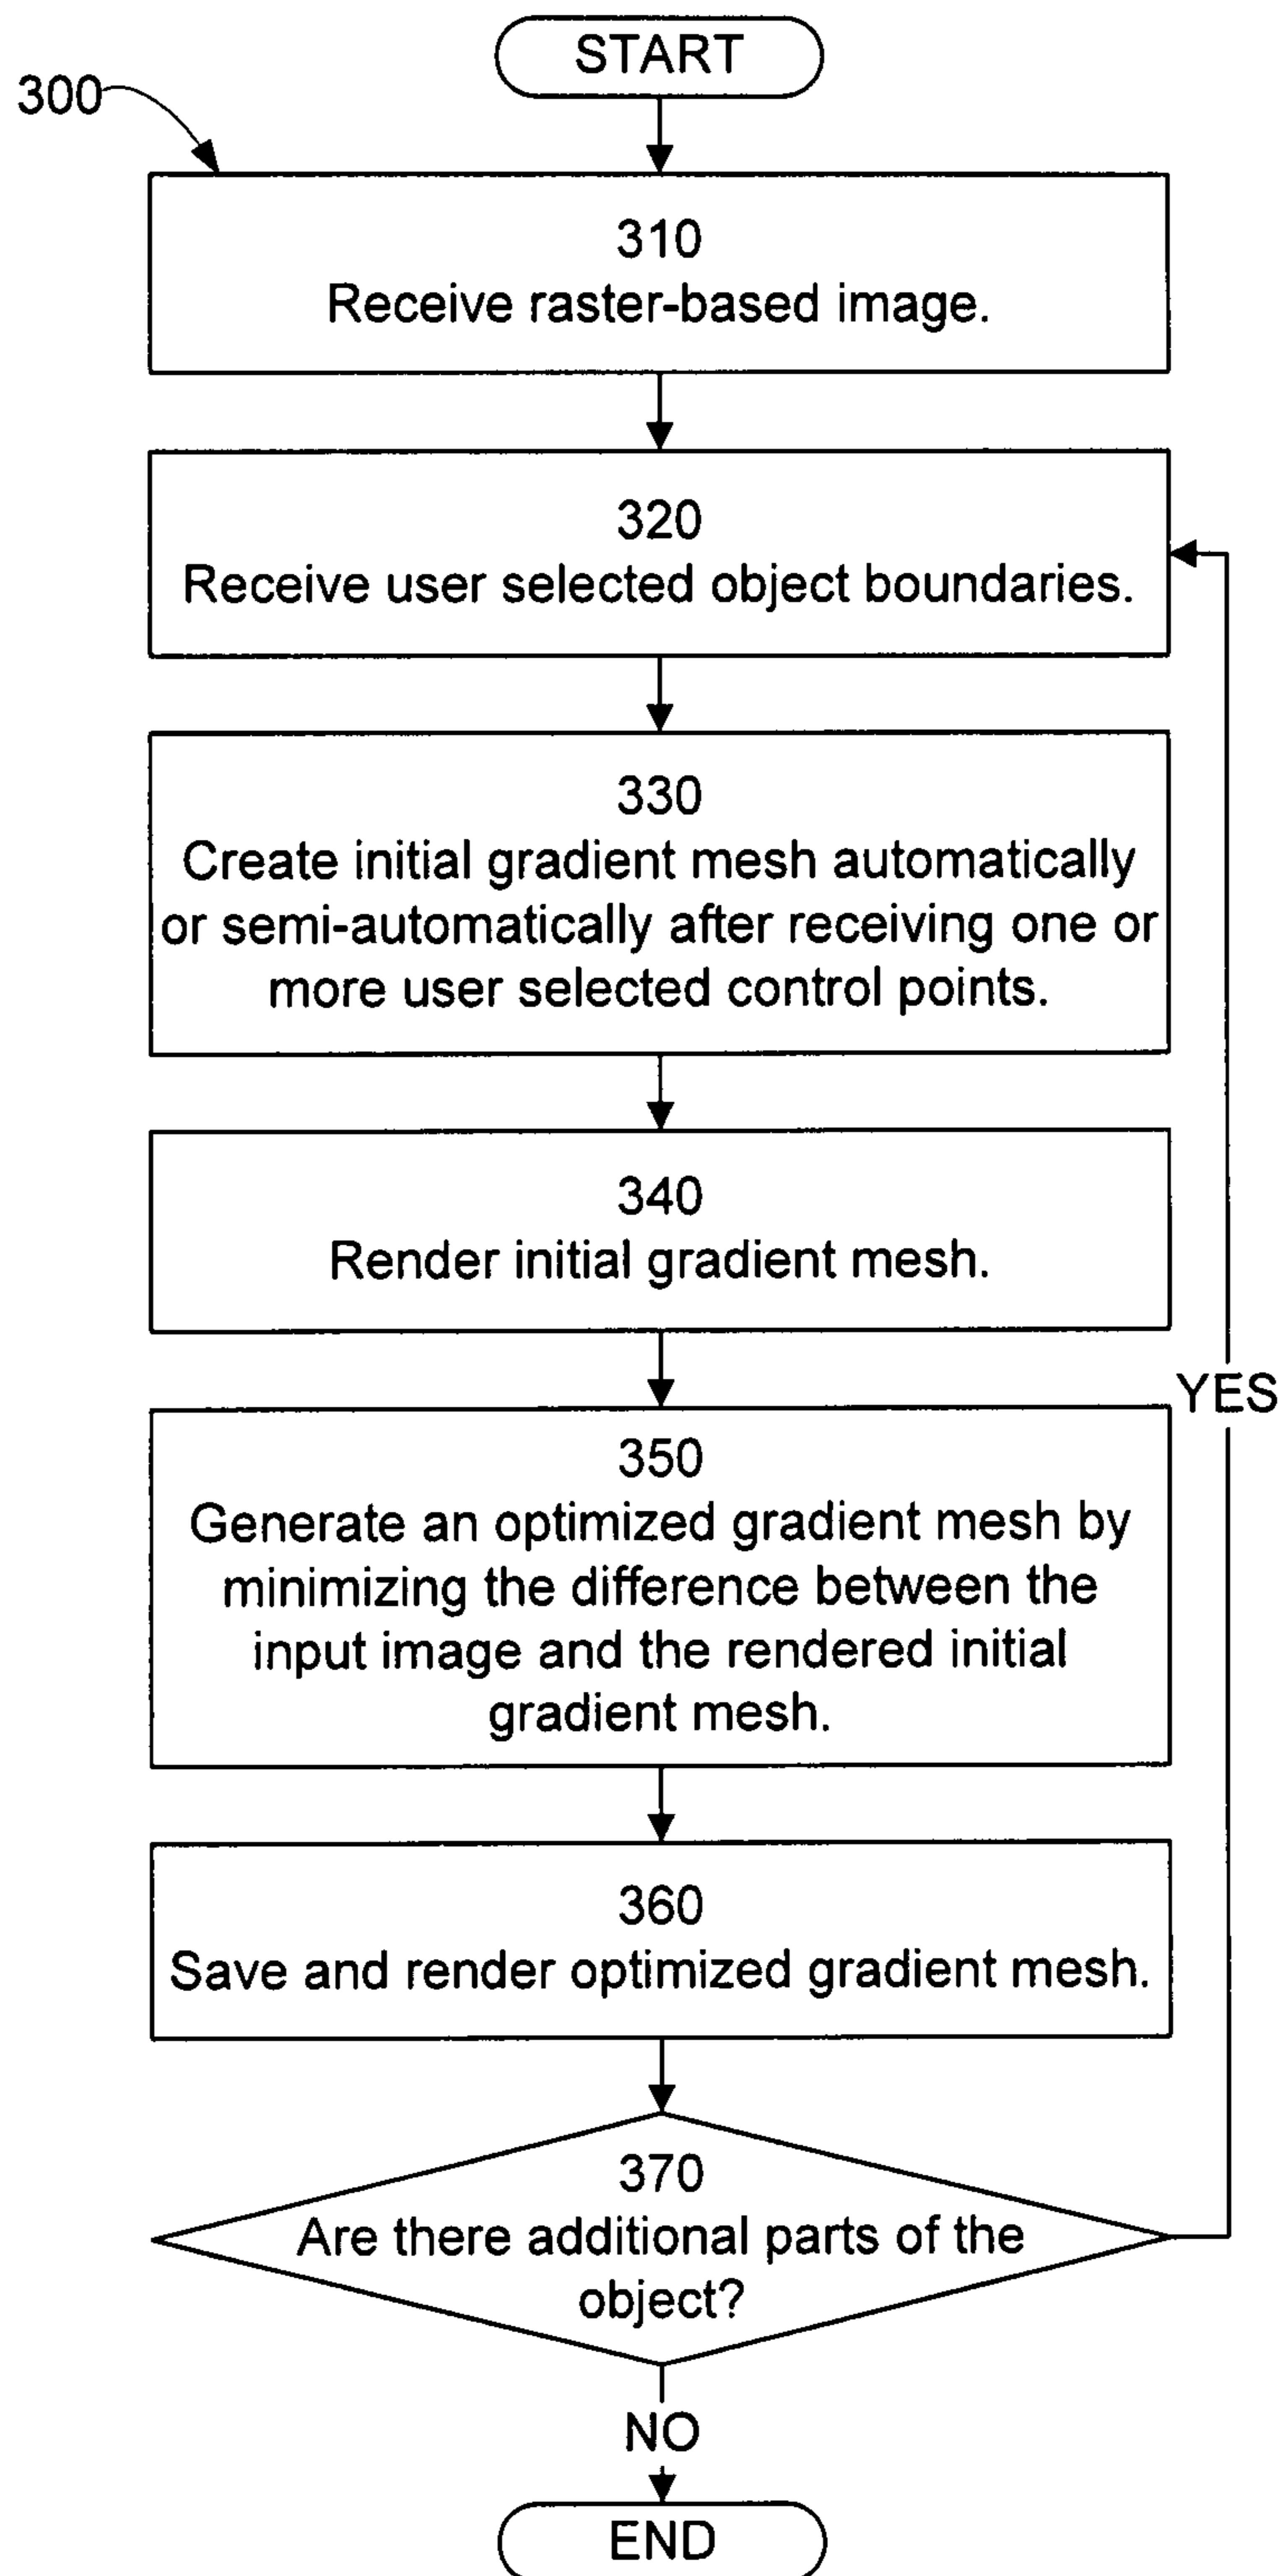 START
300
310
Receive raster-based image.
320
Receive user selected object boundaries.
330
Create initial gradient mesh automatically
or semi-automatically after receiving one or
more user selected control points.
340
Render initial gradient mesh.
YES
350
Generate an optimized gradient mesh by
minimizing the difference between the
input image and the rendered initial
gradient mesh.
360
Save and render optimized gradient mesh.
370
Are there additional parts of the
object?
NO
END